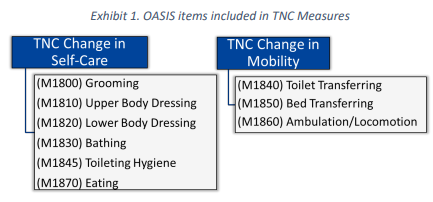 Exhibit 1. OASIS items included in TNC Measures
TNC Change in
Self-Care
(M1800) Grooming
(M1810) Upper Body Dressing
(M1820) Lower Body Dressing
(M1830) Bathing
(M1845) Toileting Hygiene
(M1870) Eating
TNC Change in
Mobility
(M1840) Toilet Transferring
(M1850) Bed Transferring
(M1860) Ambulation/Locomotion